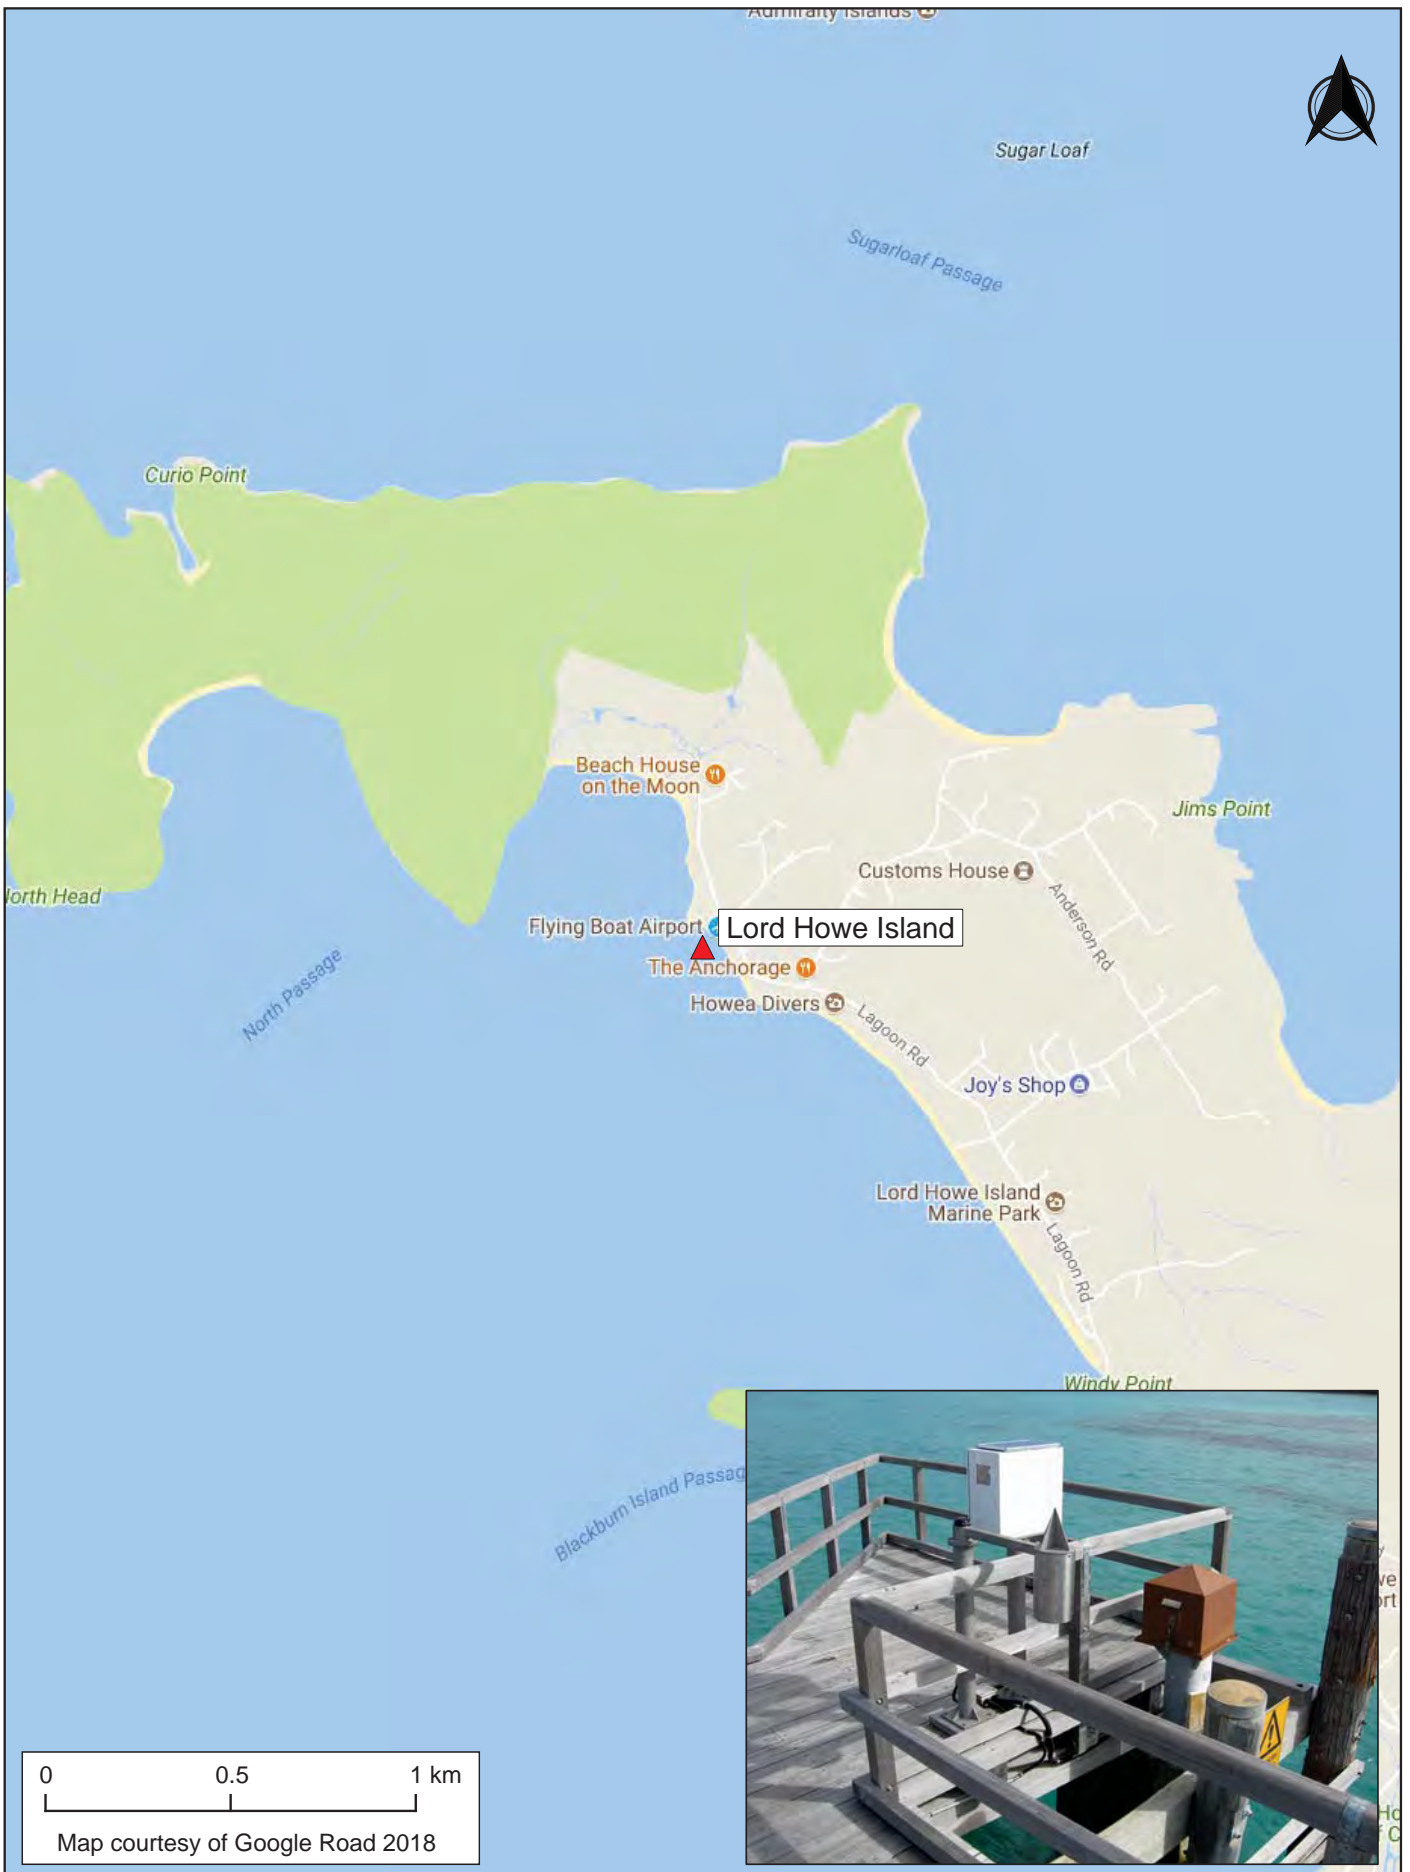 Admiralty Islands
Sugar Loaf
Sugarloaf Passage
Curio Point
Beach House
on the Moon
Jims Point
Customs House
North Head
Anderson Rd
Flying Boat Airport
Lord Howe Island
North Passage
The Anchorage
Howea Divers
Lagoon Rd
Joy's Shop
Lord Howe Island
Marine Park
Lagoon Rd
Windy Point
Blackburn Island Passag
0 0.5 1 km
Map courtesy of Google Road 2018